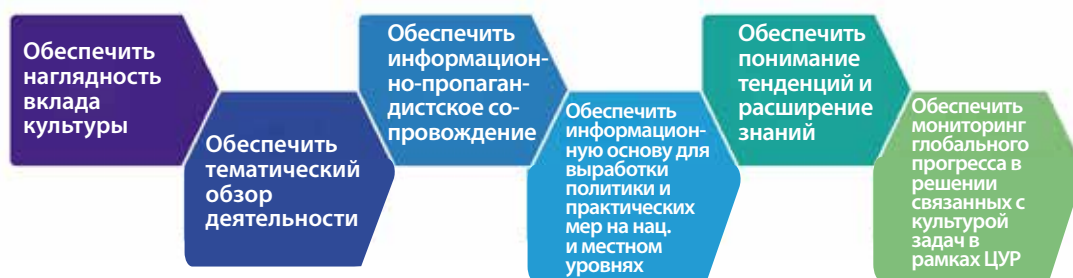 Обеспечить
наглядность
вклада
культуры
Обеспечить
тематический
обзор
деятельности
Обеспечить
информацион-
но-пропаган-
дистское со-
провождение
Обеспечить
информацион-
ную основу для
выработки
политики и
практических
мер на нац.
и местном
уровнях
Обеспечить
понимание
тенденций и
расширение
знаний
Обеспечить
мониторинг
глобального
прогресса в
решении
связанных с
культурой
задач в
рамках ЦУР